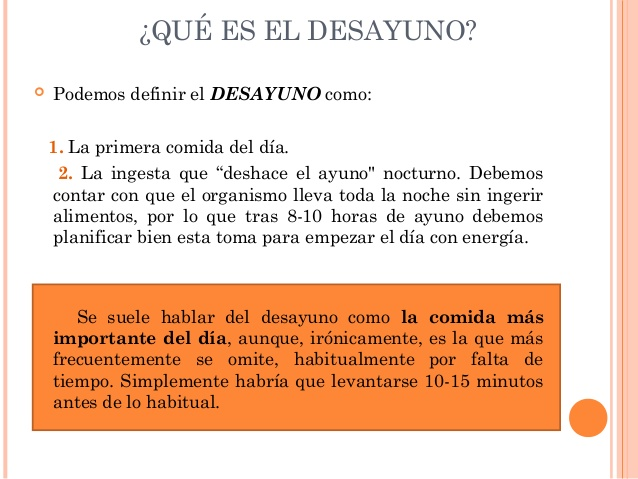 ¿QUÉ ES EL DESAYUNO?
Podemos definir el DESAYUNO como:
1. La primera comida del día.
2. La ingesta que “deshace el ayuno" nocturno. Debemos
contar con que el organismo lleva toda la noche sin ingerir
alimentos, por lo que tras 8-10 horas de ayuno debemos
planificar bien esta toma para empezar el día con energía.
Se suele hablar del desayuno como la comida más
importante del día, aunque, irónicamente, es la que más
frecuentemente se omite, habitualmente por falta de
tiempo. Simplemente habría que levantarse 10-15 minutos
antes de lo habitual.